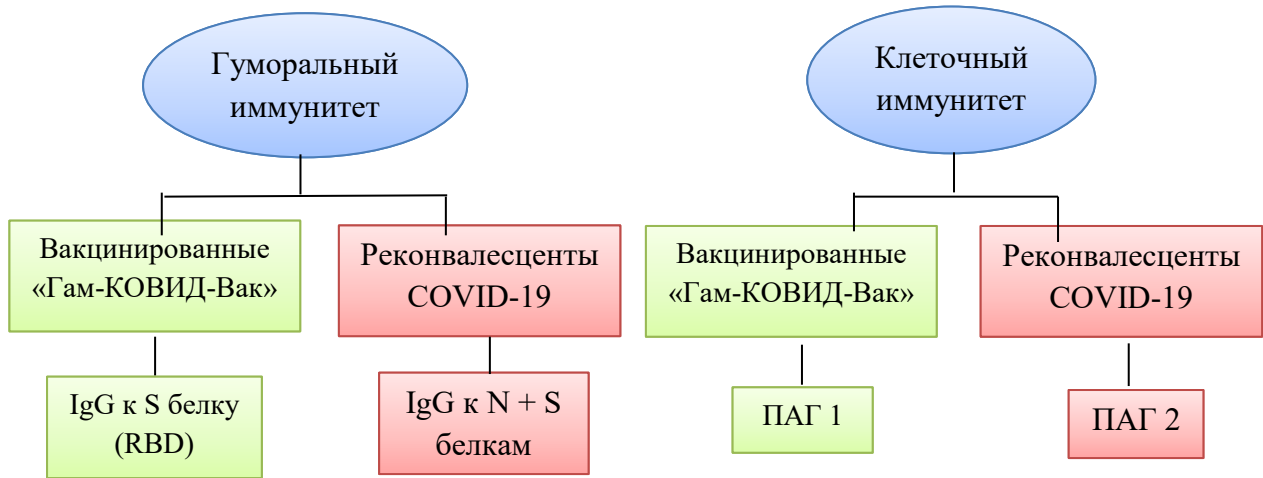 Гуморальный
иммунитет
Клеточный
иммунитет
Вакцинированные
«Гам-КОВИД-Вак»
Реконвалесценты
COVID-19
Вакцинированные
«Гам-КОВИД-Вак»
Реконвалесценты
COVID-19
IgG к S белку
(RBD)
IgG к N + S
белкам
ПАГ 1
ПАГ 2